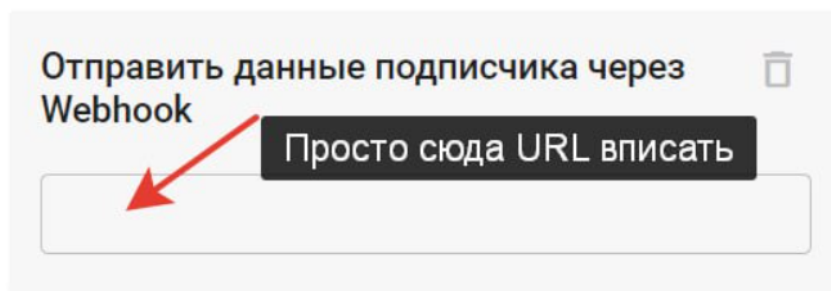 Отправить данные подписчика через
Webhook
Просто сюда URL вписать